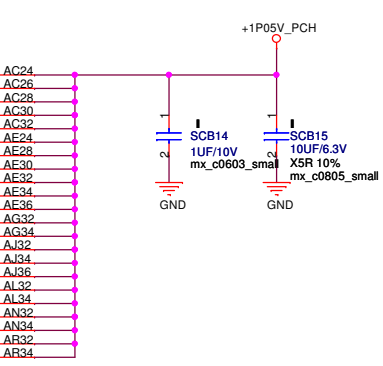 +1P05V_PCH
AC24
AC26
AC28
AC30
AC32
AE24
AE28
AE30
AE32
AE34
AE36
AG32
AG34
AJ32
AJ34
AJ36
AL32
AL34
AN32
AN34
AR32
AR34
1
2
SCB14
1UF/10V
mx_c0603_small
GND
1
2
SCB15
10UF/6.3V
X5R 10%
mx_c0805_small
GND